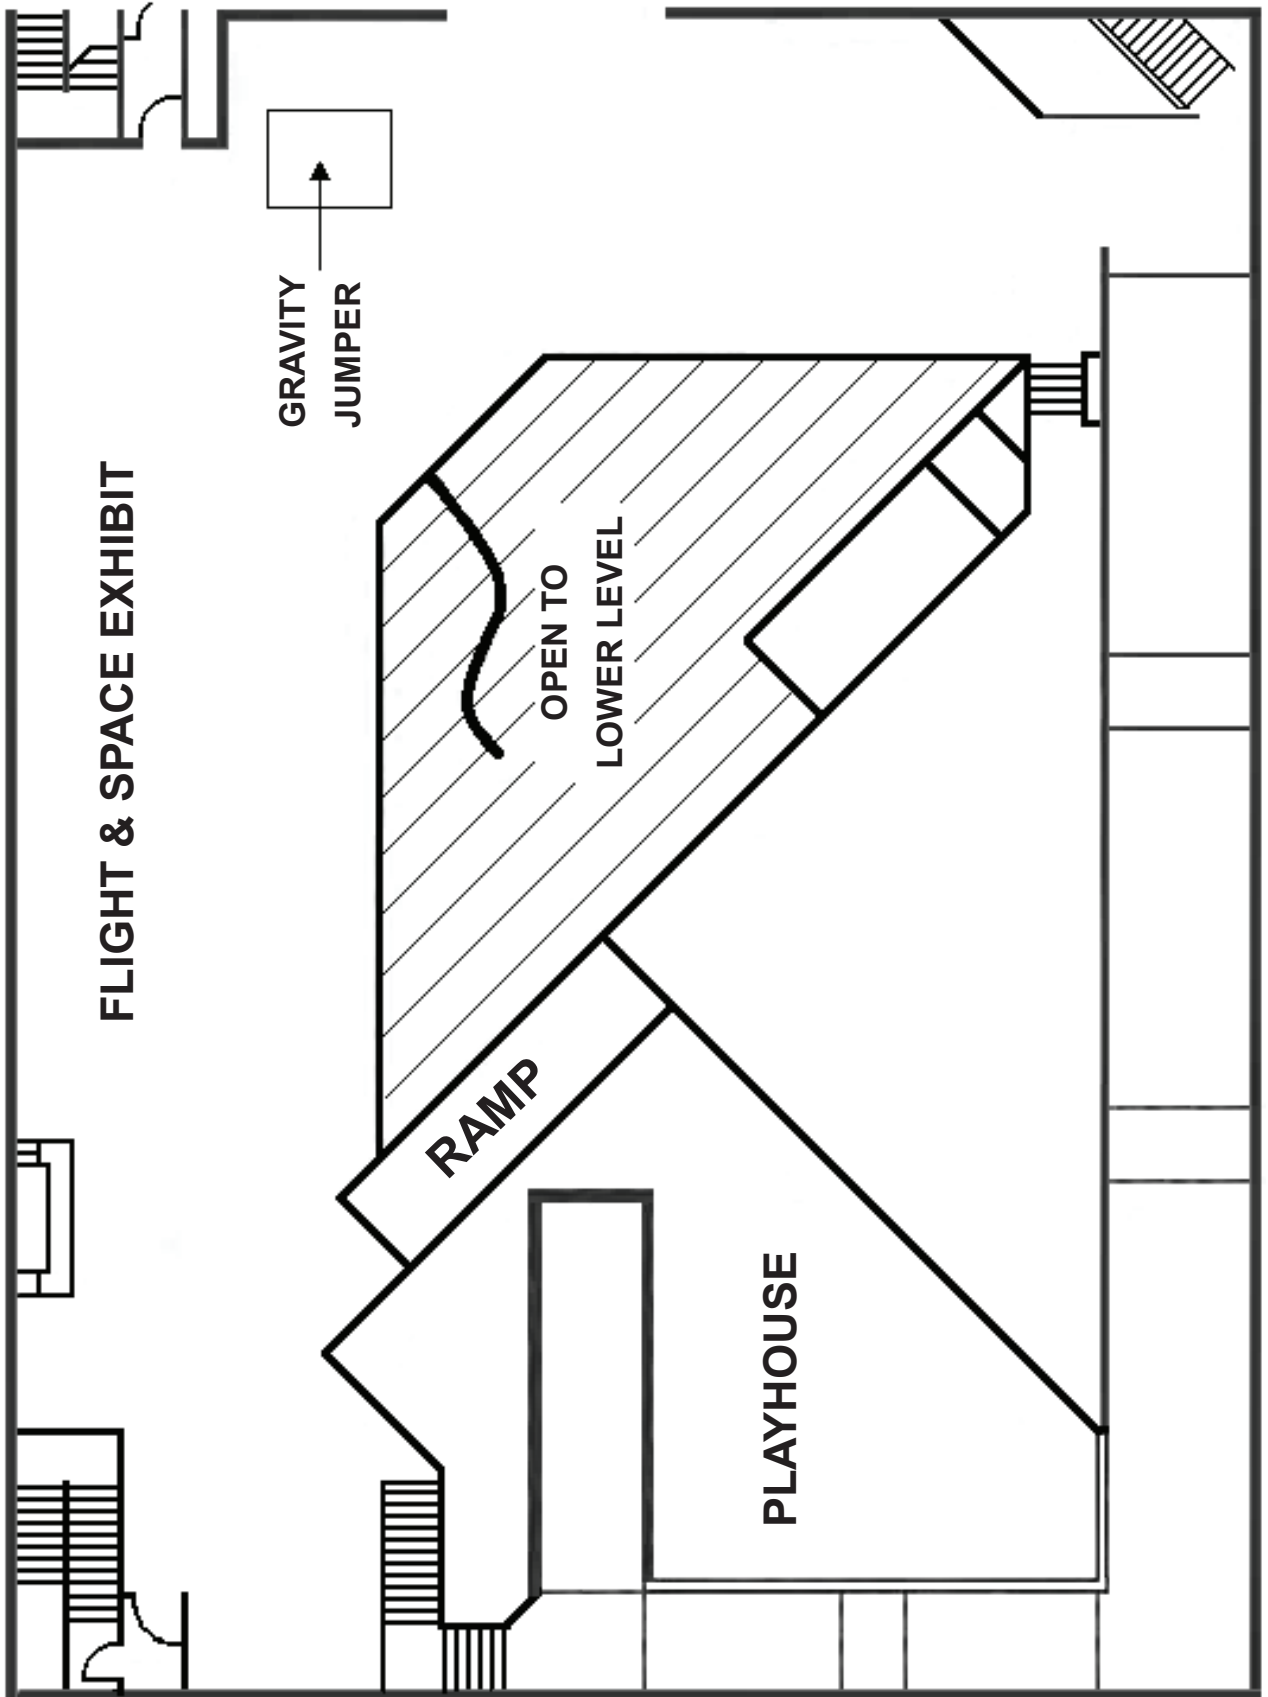 FLIGHT & SPACE EXHIBIT
GRAVITY
JUMPER
OPEN TO
LOWER LEVEL
RAMP
PLAYHOUSE